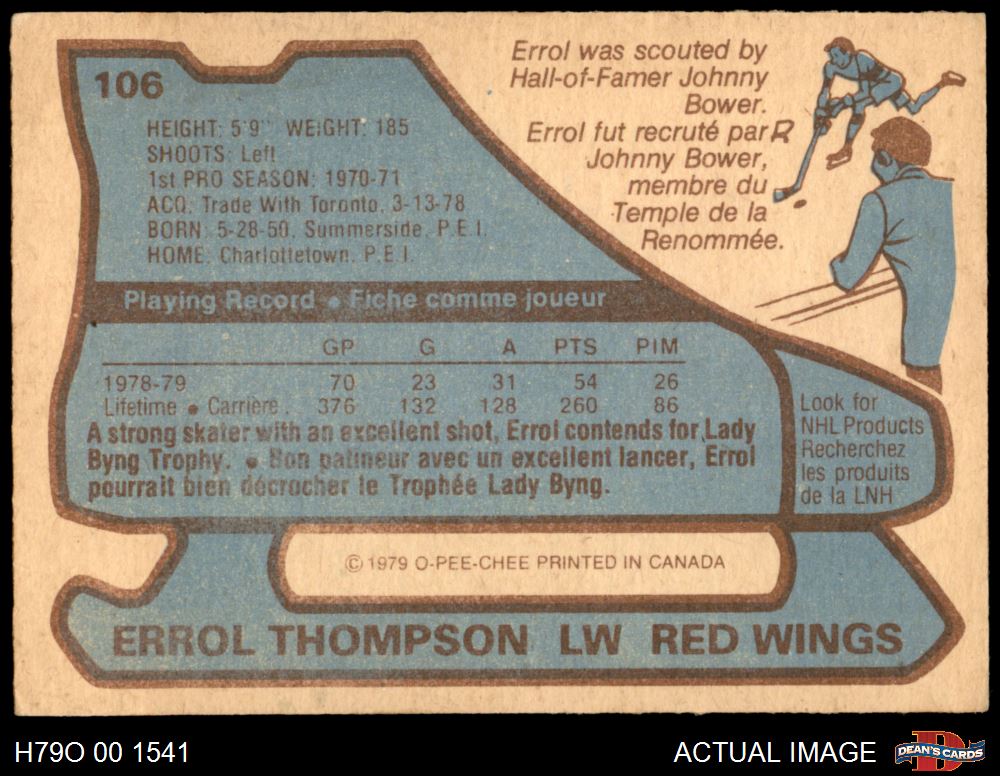 106
HEIGHT: 5'9" WEIGHT: 185
SHOOTS: Left
1st PRO SEASON: 1970-71
ACQ. Trade With Toronto, 3-13-78
BORN: 5-28-50, Summerside, P.E.I.
HOME: Charlottetown, P.E.I.
Errol was scouted by
Hall-of-Famer Johnny
Bower.
Errol fut recruté par
Johnny Bower,
membre du
Temple de la
Renommée.
R
Playing Record • Fiche comme joueur
GP G A PTS PIM
1978-79 70 23 31 54 26
Lifetime • Carrière. 376 132 128 260 86
A strong skater with an excellent shot, Errol contends for Lady
Byng Trophy. • Bon patineur avec un excellent lancer, Errol
pourrait bien décrocher le Trophée Lady Byng.
Look for
NHL Products
Recherchez
les produits
de la LNH
© 1979 O-PEE-CHEE PRINTED IN CANADA
ERROL THOMPSON LW RED WINGS
H79O 00 1541
ACTUAL IMAGE
DEAN'S CARDS